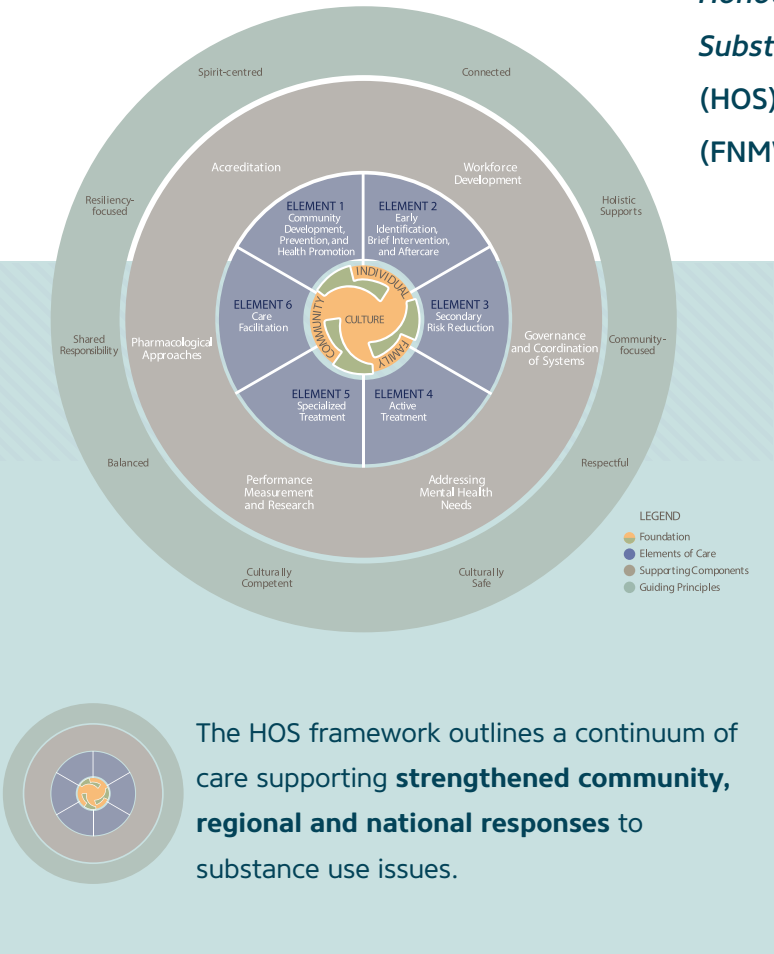 Subst
(HOS)
(FNM
Spirit-centred
Connected
Accreditation
Workforce
Development
Resiliency-
focused
Holistic
Supports
ELEMENT 1
Community
Development,
Prevention, and
Health Promotion
ELEMENT 2
Early
Identification,
Brief Intervention,
and Aftercare
INDIVIDUAL
ELEMENT 6
Care
Facilitation
CULTURE
ELEMENT 3
Secondary
Risk Reduction
COMMUNITY
FAMILY
Shared
Responsibility
Pharmacological
Approaches
Governance
and Coordination
of Systems
Community-
focused
ELEMENT 5
Specialized
Treatment
ELEMENT 4
Active
Treatment
Balanced
Respectful
Performance
Measurement
and Research
Addressing
Mental Health
Needs
Culturally
Competent
Culturally
Safe
LEGEND
Foundation
Elements of Care
Supporting Components
Guiding Principles
The HOS framework outlines a continuum of
care supporting strengthened community,
regional and national responses to
substance use issues.